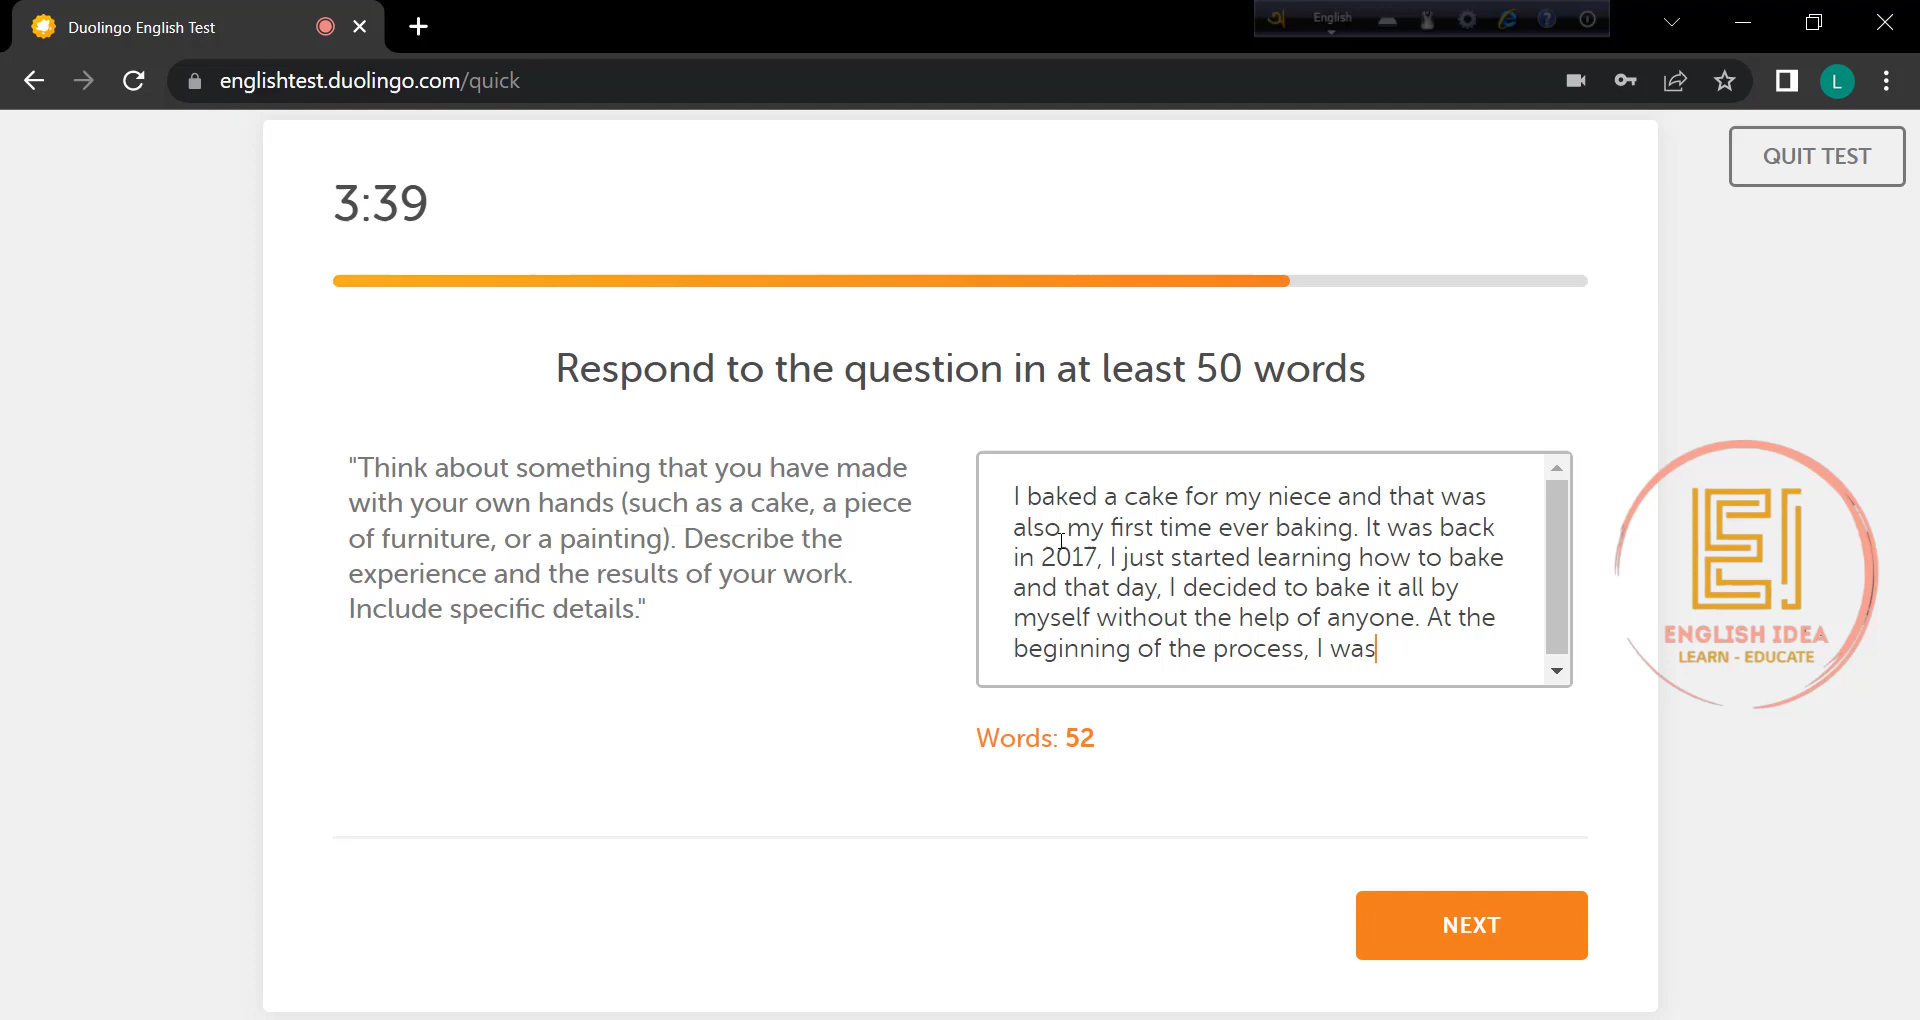 Duolingo English Test
English
englishtest.duolingo.com/quick
L
QUIT TEST
3:39
Respond to the question in at least 50 words
"Think about something that you have made
with your own hands (such as a cake, a piece
of furniture, or a painting). Describe the
experience and the results of your work.
Include specific details."
I baked a cake for my niece and that was
also my first time ever baking. It was back
in 2017, I just started learning how to bake
and that day, I decided to bake it all by
myself without the help of anyone. At the
beginning of the process, I was
Words: 52
EI
ENGLISH IDEA
LEARN - EDUCATE
NEXT